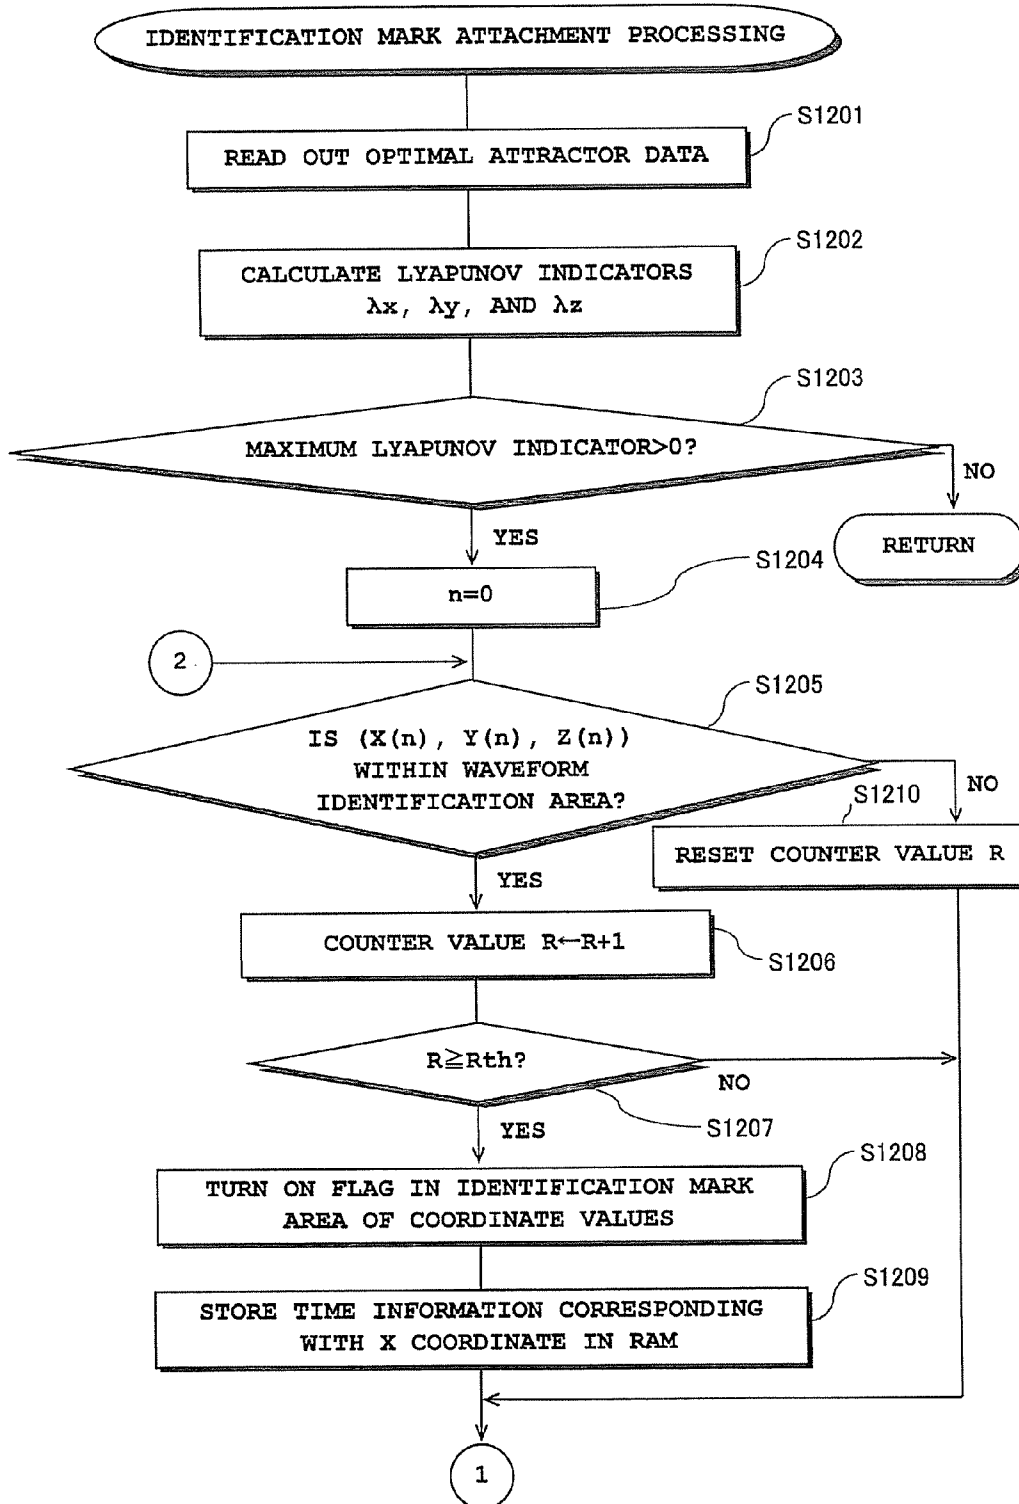 IDENTIFICATION MARK ATTACHMENT PROCESSING
S1201
READ OUT OPTIMAL ATTRACTOR DATA
S1202
CALCULATE LYAPUNOV INDICATORS
λx, λy, AND λz
S1203
MAXIMUM LYAPUNOV INDICATOR>0?
NO
YES
RETURN
S1204
n=0
2
S1205
IS (X(n), Y(n), Z(n))
WITHIN WAVEFORM
IDENTIFICATION AREA?
NO
S1210
RESET COUNTER VALUE R
YES
COUNTER VALUE R←R+1
S1206
R≧Rth?
NO
YES
S1207
S1208
TURN ON FLAG IN IDENTIFICATION MARK
AREA OF COORDINATE VALUES
S1209
STORE TIME INFORMATION CORRESPONDING
WITH X COORDINATE IN RAM
1